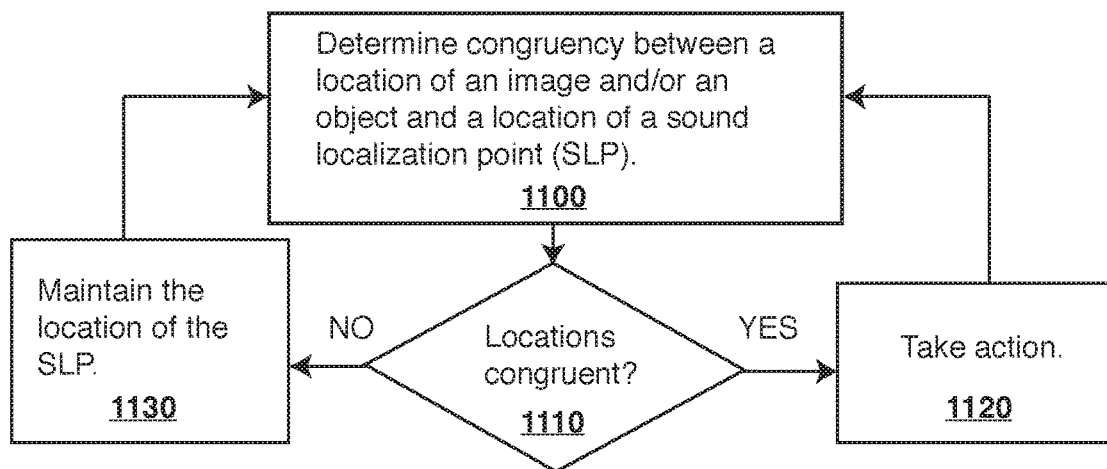 Determine congruency between a
location of an image and/or an
object and a location of a sound
localization point (SLP).
1100
Maintain the
location of the
SLP.
1130
NO
Locations
congruent?
1110
YES
Take action.
1120